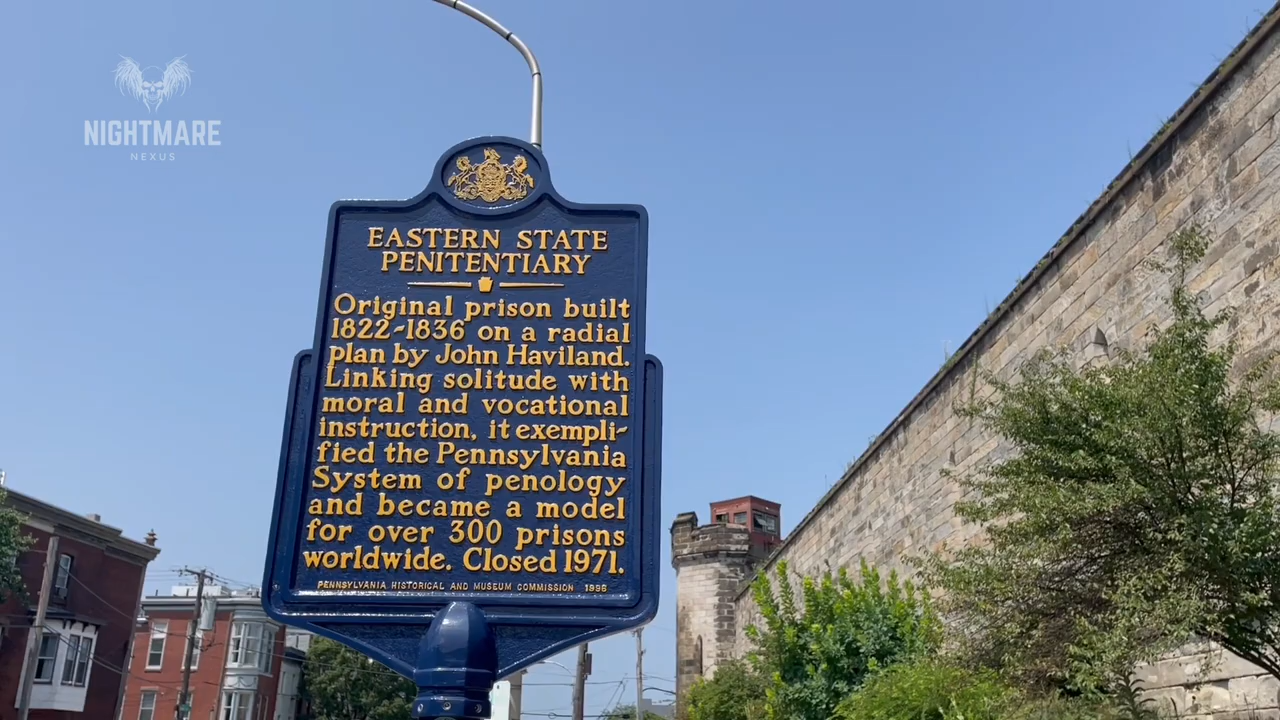 NIGHTMARE
NEXUS
EASTERN STATE
PENITENTIARY
Original prison built
1822-1836 on a radial
plan by John Haviland.
Linking solitude with
moral and vocational
instruction, it exempli-
fied the Pennsylvania
System of penology
and became a model
for over 300 prisons
worldwide. Closed 1971.
PENNSYLVANIA HISTORICAL AND MUSEUM COMMISSION 1996